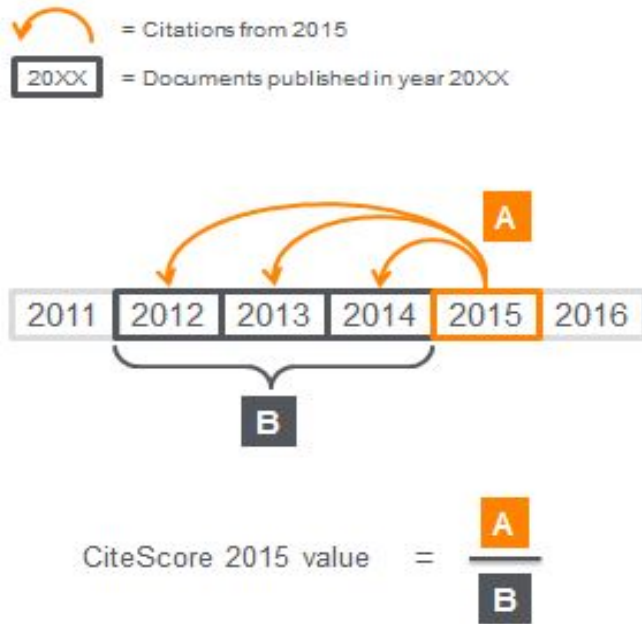 = Citations from 2015
20XX = Documents published in year 20XX
A
2011 2012 2013 2014 2015 2016
B
CiteScore 2015 value = A
B